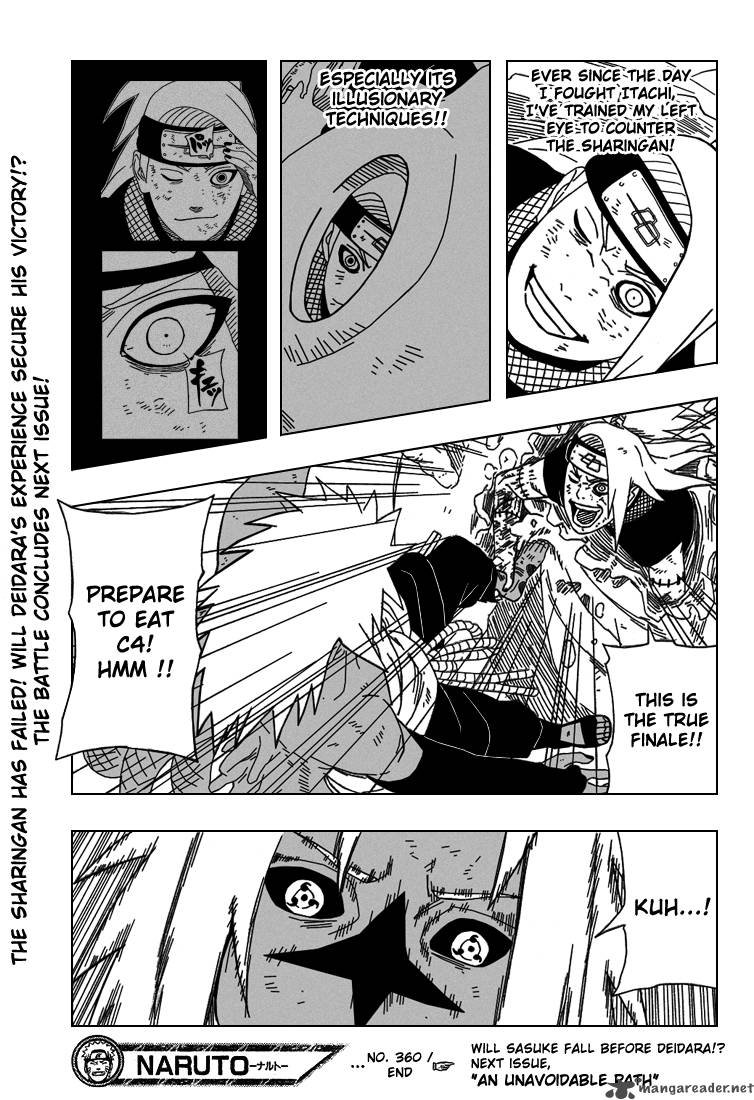 EVER SINCE THE DAY
I FOUGHT ITACHI,
I'VE TRAINED MY LEFT
EYE TO COUNTER
THE SHARINGAN!
ESPECIALLY ITS
ILLUSIONARY
TECHNIQUES!!
PREPARE
TO EAT
C4!
HMM !!
THIS IS
THE TRUE
FINALE!!
KUH...!
THE SHARINGAN HAS FAILED! WILL DEIDARA'S EXPERIENCE SECURE HIS VICTORY!?
THE BATTLE CONCLUDES NEXT ISSUE!
NARUTO ーナルトー
... NO. 360 /
END
☞
WILL SASUKE FALL BEFORE DEIDARA!?
NEXT ISSUE,
"AN UNAVOIDABLE PATH"
mangareader.net